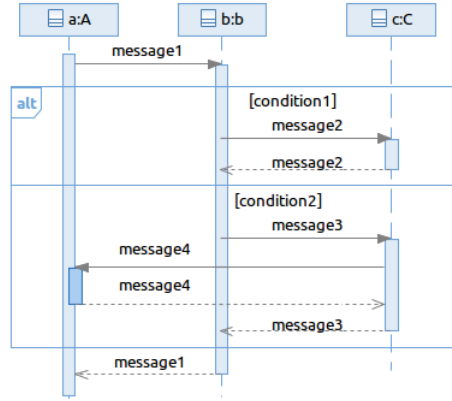 a:A
b:b
c:C
message1
alt
[condition1]
message2
message2
[condition2]
message3
message4
message4
message3
message1